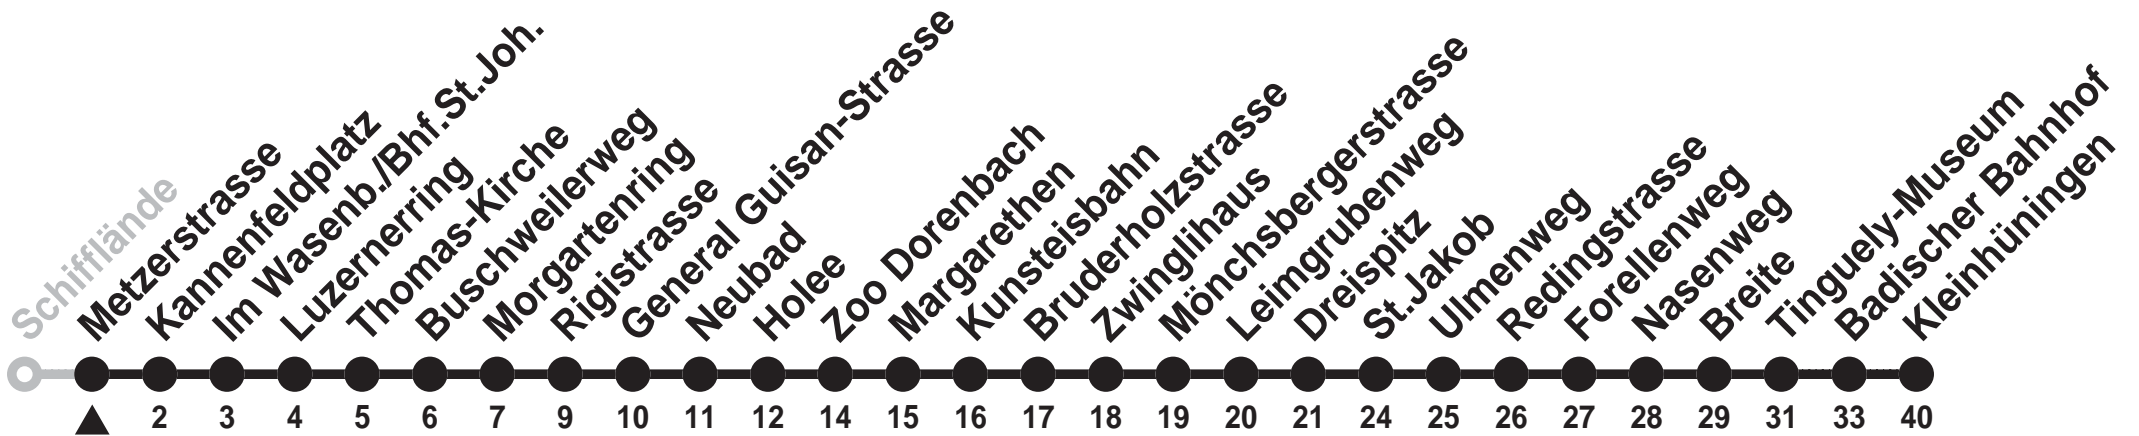 Schifflände
Metzerstrasse
Kannenfeldplatz
Im Wasenb./Bhf.St.Joh.
Luzernerring
Thomas-Kirche
Buschweilerweg
Morgartenring
Rigistrasse
General Guisan-Strasse
Neubad
Holee
Zoo Dorenbach
Margarethen
Kunsteisbahn
Bruderholzstrasse
Zwinglihaus
Mönchsbergerstrasse
Leimgrubenweg
Dreispitz
St.Jakob
Ulmenweg
Redingstrasse
Forellenweg
Nasenweg
Breite
Tinguely-Museum
Badischer Bahnhof
Kleinhüningen
2 3 4 5 6 7 9 10 11 12 14 15 16 17 18 19 20 21 24 25 26 27 28 29 31 33 40